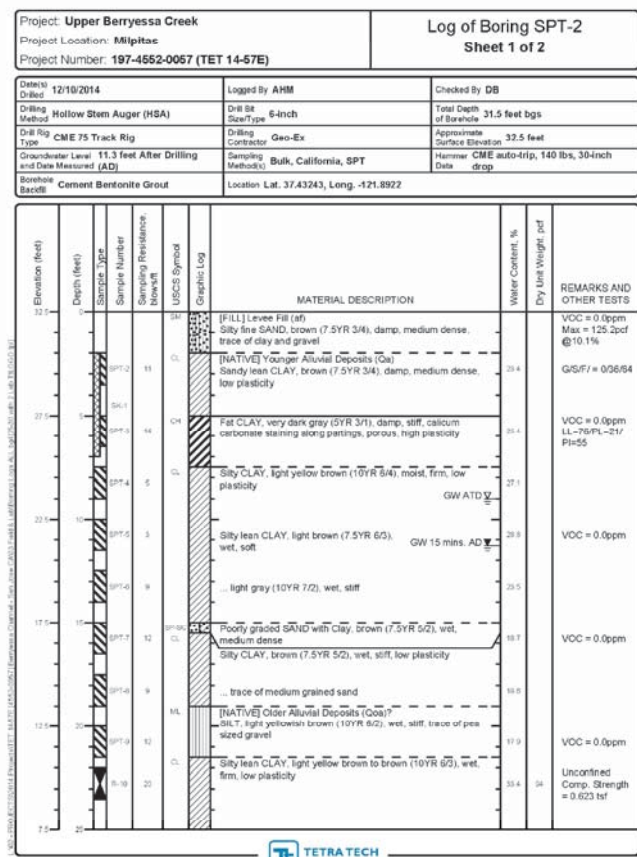 Project: Upper Berryessa Creek
Project Location: Milpitas
Project Number: 197-4552-0057 (TET 14-57E)
Log of Boring SPT-2
Sheet 1 of 2
Date(s) Drilled 12/10/2014
Logged By AHM
Checked By DB
Drilling Method Hollow Stem Auger (HSA)
Drill Bit Size/Type 6-inch
Total Depth of Borehole 31.5 feet bgs
Drill Rig Type CME 75 Track Rig
Drilling Contractor Geo-Ex
Approximate Surface Elevation 32.5 feet
Groundwater Level and Date Measured 11.3 feet After Drilling (AD)
Sampling Method(s) Bulk, California, SPT
Hammer Data CME auto-trip, 140 lbs, 30-inch drop
Borehole Backfill Cement Bentonite Grout
Location Lat. 37.43243, Long. -121.8922
Elevation (feet)
Depth (feet)
Sample Type
Sample Number
Sampling Resistance, blows/ft
USCS Symbol
Graphic Log
MATERIAL DESCRIPTION
Water Content, %
Dry Unit Weight, pcf
REMARKS AND
OTHER TESTS
32.5
0
SM
[FILL] Levee Fill (af)
Silty fine SAND, brown (7.5YR 3/4), damp, medium dense,
trace of clay and gravel
VOC = 0.0ppm
Max = 125.2pcf
@10.1%
CL
[NATIVE] Younger Alluvial Deposits (Qa)
Sandy lean CLAY, brown (7.5YR 3/4), damp, medium dense,
low plasticity
SPT-2
G/S/F/ = 0/36/64
27.5
5
CH
SPT-3
14
Fat CLAY, very dark gray (5YR 3/1), damp, stiff, calicum
carbonate staining along partings, porous, high plasticity
VOC = 0.0ppm
LL=76/PL=21/
PI=55
CL
Silty CLAY, light yellow brown (10YR 6/4), moist, firm, low
plasticity
SPT-4
5
27.1
GW ATD
22.5
10
SPT-5
3
Silty lean CLAY, light brown (7.5YR 6/3),
wet, soft
GW 15 mins. AD
VOC = 0.0ppm
SPT-6
9
... light gray (10YR 7/2), wet, stiff
17.5
15
Poorly graded SAND with Clay, brown (7.5YR 5/2), wet,
medium dense
SPT-7
12
CL
18.7
VOC = 0.0ppm
Silty CLAY, brown (7.5YR 5/2), wet, stiff, low plasticity
SPT-8
9
... trace of medium grained sand
12.5
20
ML
[NATIVE] Older Alluvial Deposits (Qoa)?
SILT, light yellowish brown (10YR 6/2), wet, stiff, trace of pea
sized gravel
SPT-9
12
17.9
VOC = 0.0ppm
CL
Silty lean CLAY, light yellow brown to brown (10YR 6/3), wet,
firm, low plasticity
R-10
20
Unconfined
Comp. Strength
= 0.623 tsf
7.5
25
TETRA TECH